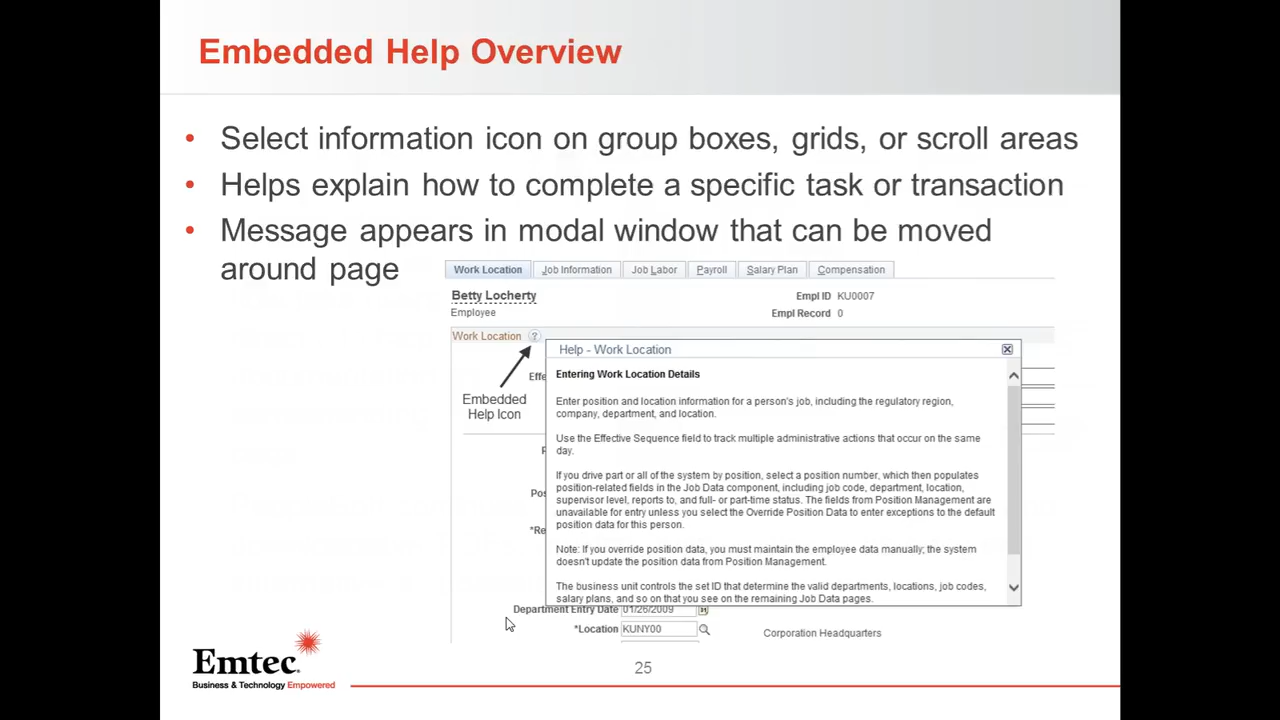 Embedded Help Overview
• Select information icon on group boxes, grids, or scroll areas
• Helps explain how to complete a specific task or transaction
• Message appears in modal window that can be moved
around page
Work Location Job Information Job Labor Payroll Salary Plan Compensation
Betty Locherty Empl ID KU0007
Employee Empl Record 0
Work Location ?
Help - Work Location
Entering Work Location Details
Enter position and location information for a person's job, including the regulatory region,
company, department, and location.
Use the Effective Sequence field to track multiple administrative actions that occur on the same
day.
If you drive part or all of the system by position, select a position number, which then populates
position-related fields in the Job Data component, including job code, department, location,
supervisor level, reports to, and full- or part-time status. The fields from Position Management are
unavailable for entry unless you select the Override Position Data to enter exceptions to the default
position data for this person.
Note: If you override position data, you must maintain the employee data manually; the system
doesn't update the position data from Position Management.
The business unit controls the set ID that determine the valid departments, locations, job codes,
salary plans, and so on that you see on the remaining Job Data pages.
Effe
Embedded
Help Icon
P
Pos
*Re
Department Entry Date 01/26/2009
*Location KUNY00 Corporation Headquarters
Emtec
Business & Technology Empowered
25